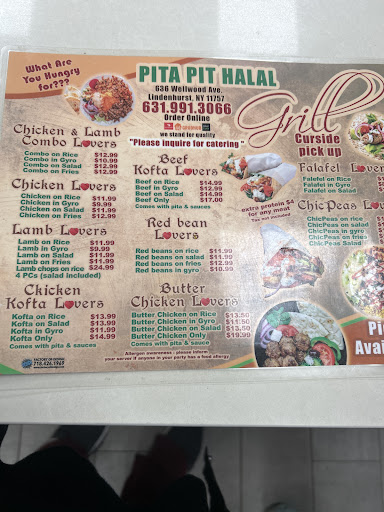 What Are
You Hungry
for???
PITA PIT HALAL
636 Wellwood Ave.
Lindenhurst, NY 11757
631.991.3066
Order Online
we stand for quality
"Please inquire for catering "
Grill
Curside
pick up
Chicken & Lamb
Combo Lovers
Combo on Rice $12.99
Combo in Gyro $10.99
Combo on Salad $12.99
Combo on Fries $12.99
Chicken Lovers
Chicken on Rice $11.99
Chicken in Gyro $9.99
Chicken on Salad $11.99
Chicken on Fries $12.99
Lamb Lovers
Lamb on Rice $11.99
Lamb in Gyro $9.99
Lamb on Salad $11.99
Lamb on Fries $11.99
Lamb chops on rice $24.99
4 PCs (salad included)
Chicken
Kofta Lovers
Kofta on Rice $13.99
Kofta on Salad $13.99
Kofta in Gyro $11.99
Kofta Only $14.99
Comes with pita & sauces
718.426.1969
Beef
Kofta Lovers
Beef on Rice $14.99
Beef in Gyro $12.99
Beef on Salad $14.99
Beef Only $17.00
Comes with pita & sauces
Red bean
Lovers
Red beans on rice $11.99
Red beans on salad $11.99
Red beans on fries $12.99
Red beans in gyro $10.99
Butter
Chicken Lovers
Butter Chicken on Rice $13.50
Butter Chicken in Gyro $11.50
Butter Chicken on Salad $13.50
Butter Chicken Only $19.99
Comes with pita & sauce
Allergen awareness : please inform
your server if anyone in your party has a food allergy
extra protein $4
for any meat
Tax not included
Falafel Lovers
Falefel on Rice
Falafel in Gyro
ChicPeas Lovers
ChicPeas on Rice
ChicPeas on salad
ChicPeas in gyro
ChicPeas on fries
ChicPeas Salad